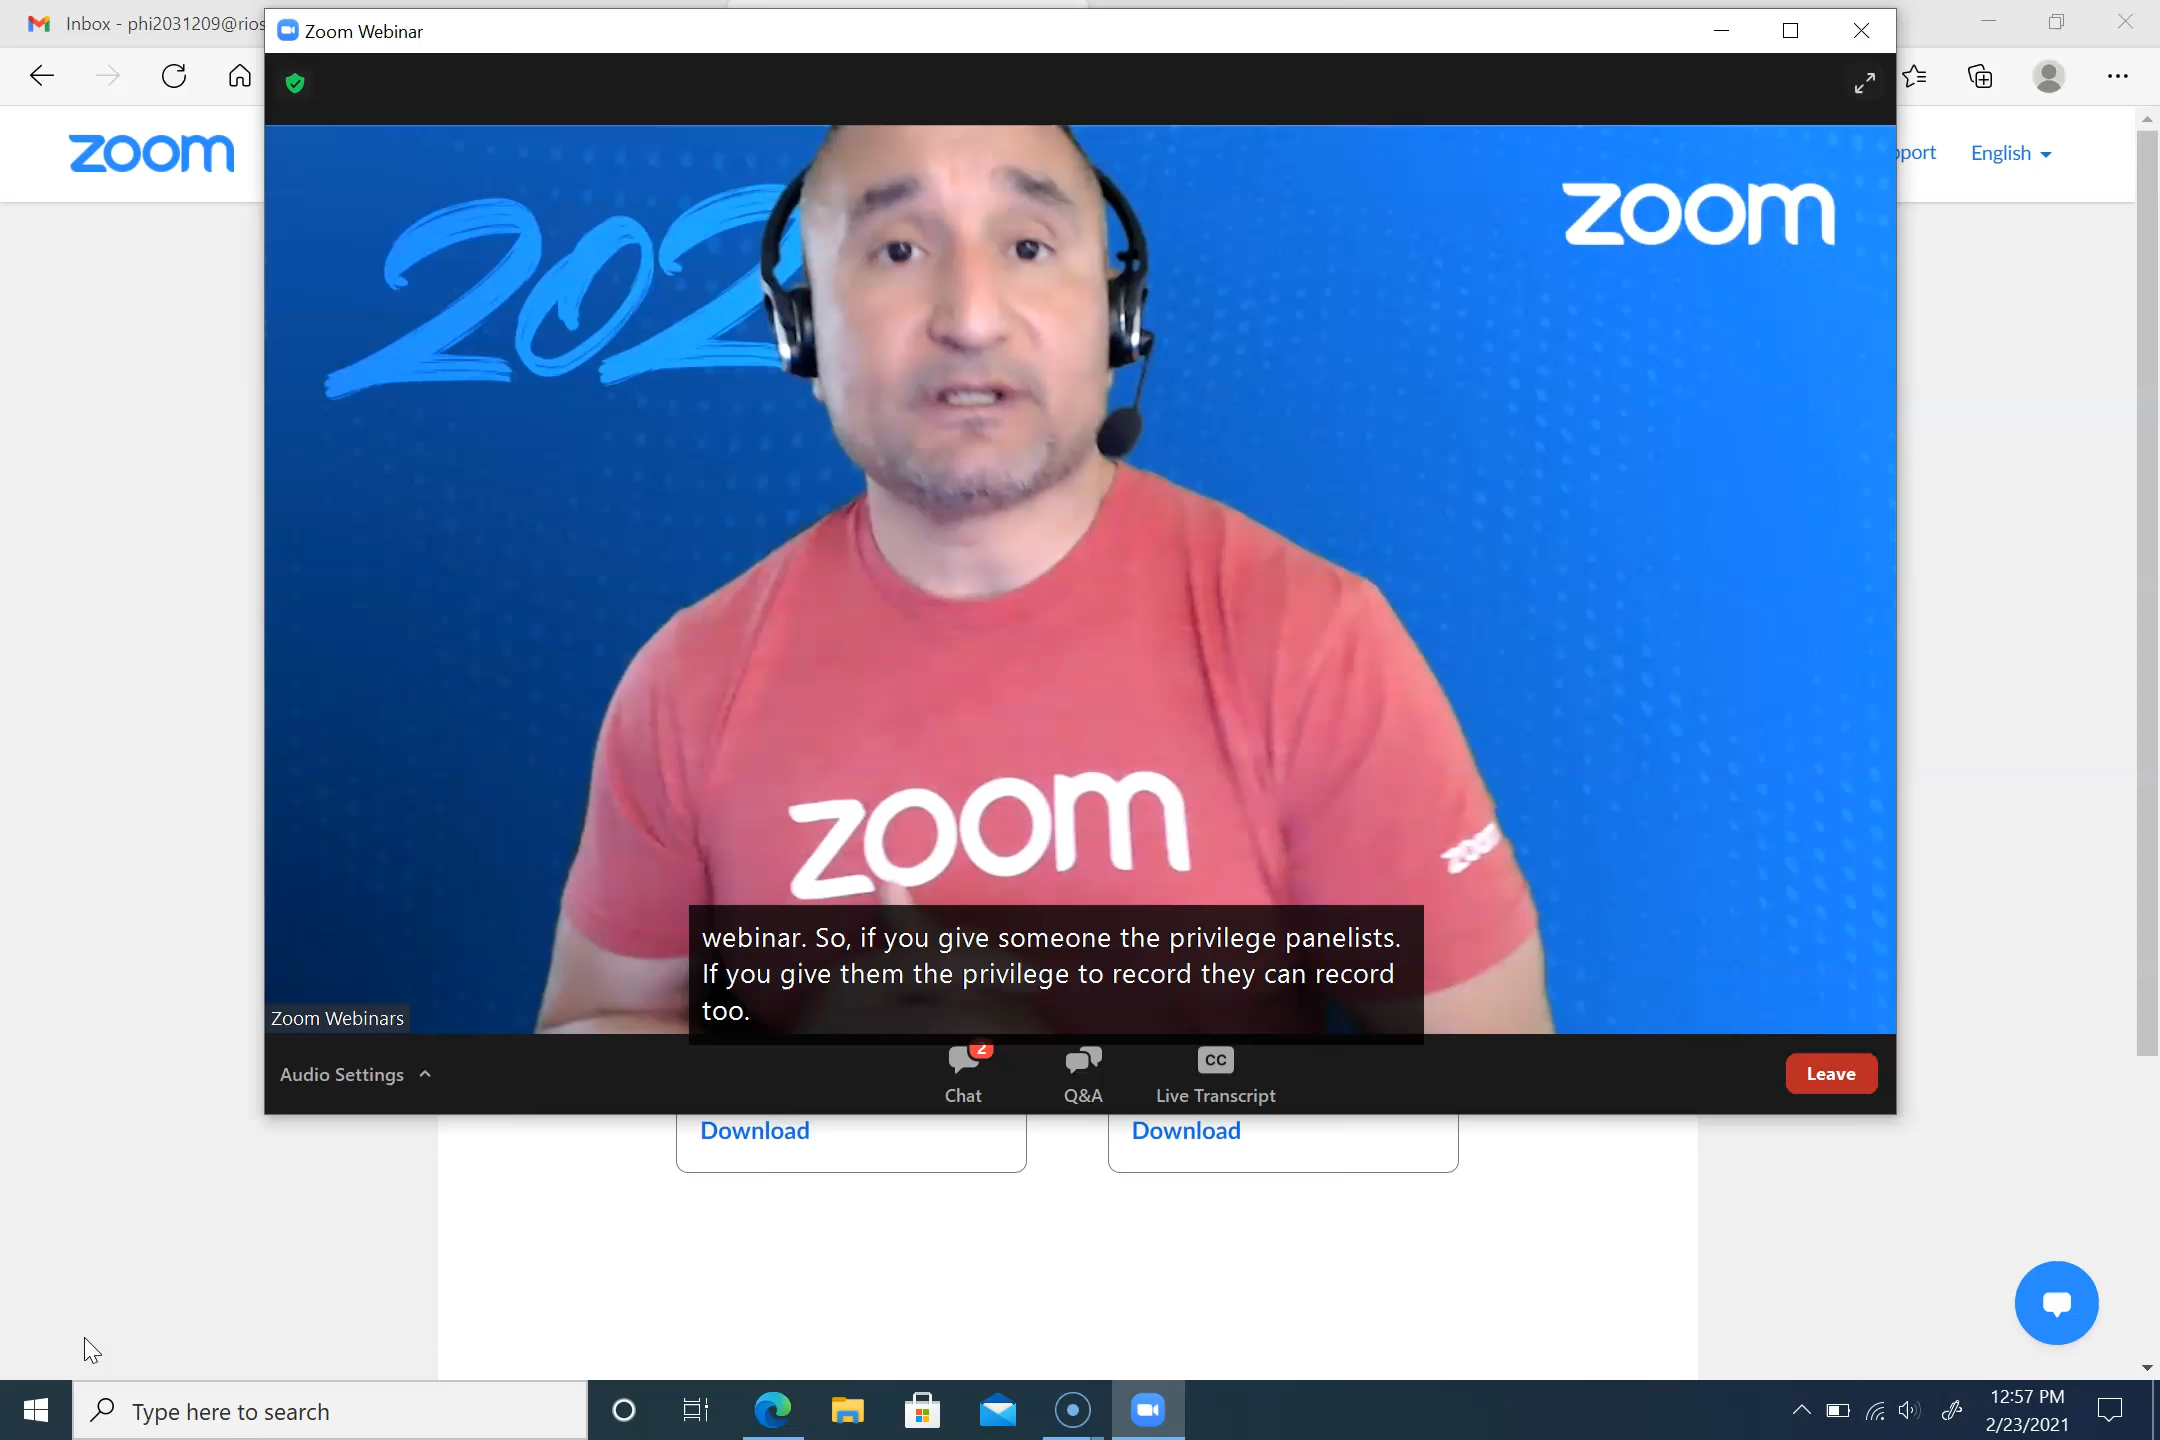 Inbox - phi2031209@rios
Zoom Webinar
zoom
pport
English
202
zoom
zoom
zoom
webinar. So, if you give someone the privilege panelists.
If you give them the privilege to record they can record
too.
Zoom Webinars
Audio Settings
2
Chat
Q&A
CC
Live Transcript
Leave
Download
Download
Type here to search
12:57 PM
2/23/2021